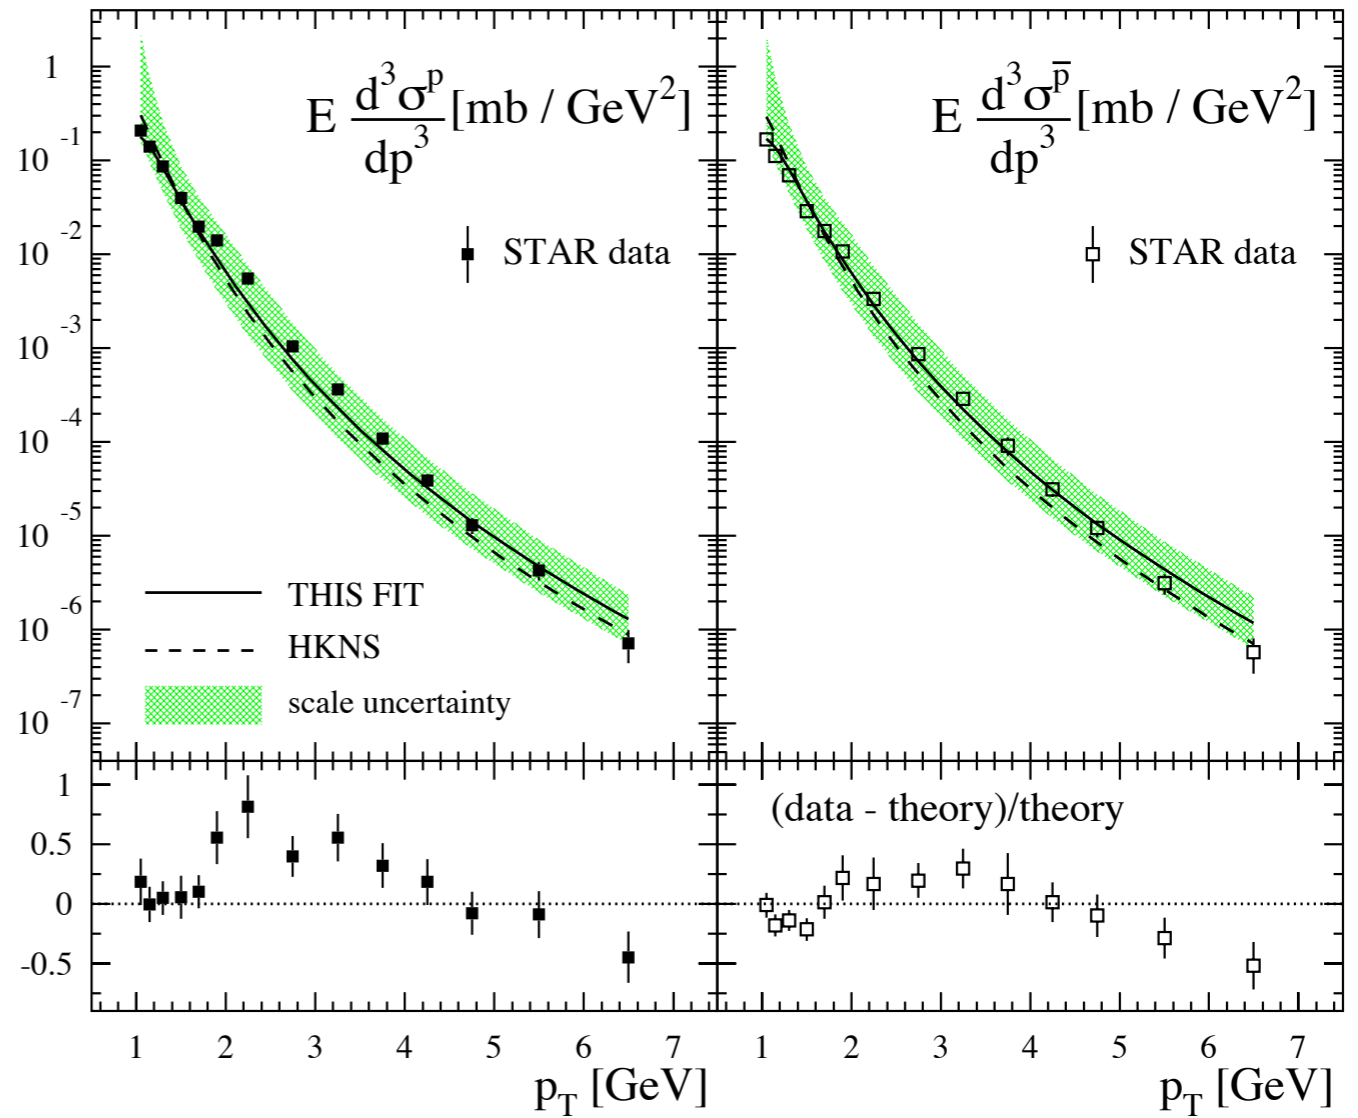 E d³σᵖ/dp³ [mb / GeV²]
STAR data
1
10⁻¹
10⁻²
10⁻³
10⁻⁴
10⁻⁵
10⁻⁶
10⁻⁷
THIS FIT
HKNS
scale uncertainty
E d³σᵖ̅/dp³ [mb / GeV²]
STAR data
1
0.5
0
-0.5
(data - theory)/theory
1 2 3 4 5 6 7
p_T [GeV]
1 2 3 4 5 6 7
p_T [GeV]